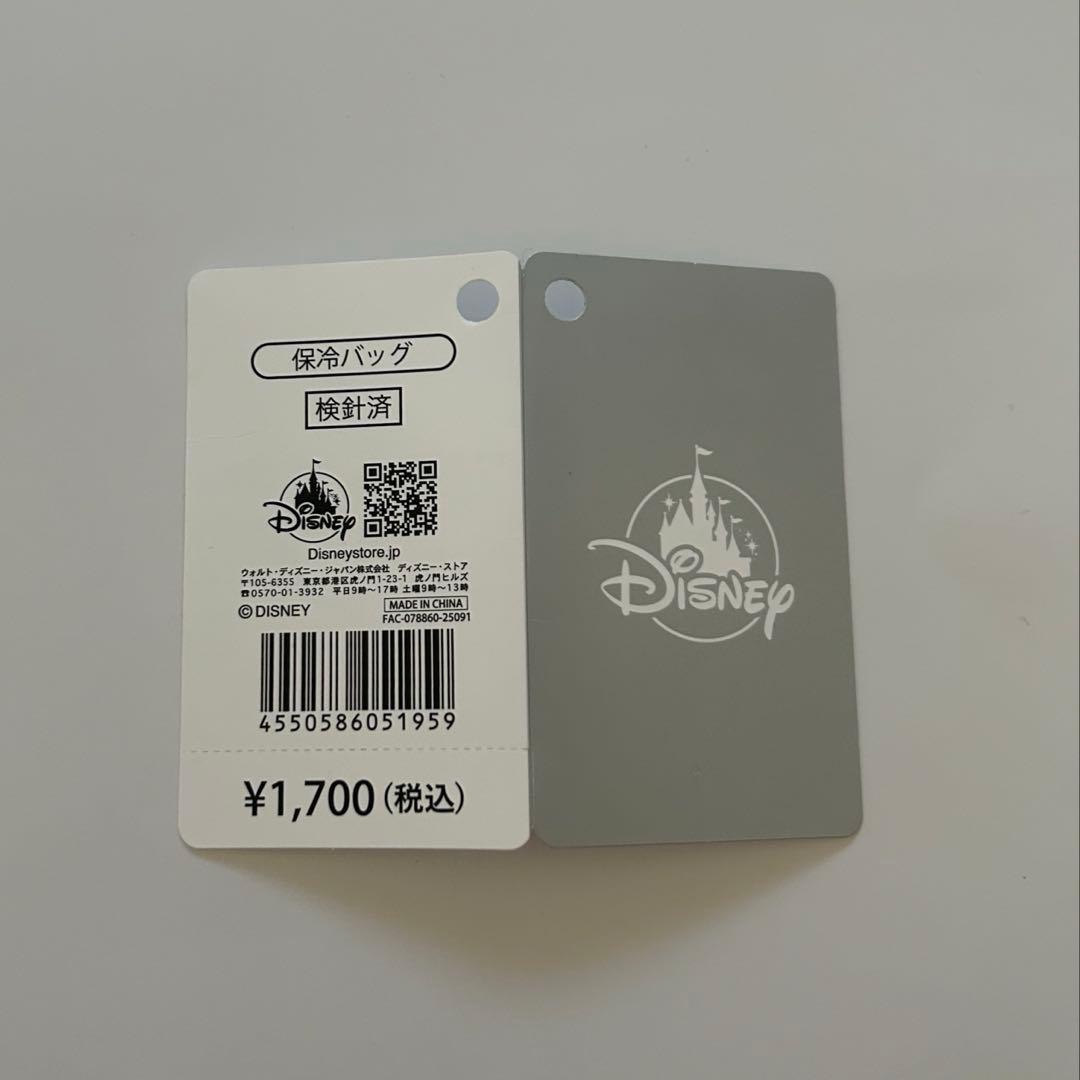 保冷バッグ
検針済
Disney
Disneystore.jp
ウォルト・ディズニー・ジャパン株式会社 ディズニー・ストア
〒105-6355 東京都港区虎ノ門1-23-1 虎ノ門ヒルズ
☎0570-01-3932 平日9時〜17時 土曜9時〜13時
©DISNEY MADE IN CHINA
FAC-078860-25091
4550586051959
¥1,700(税込)
Disney